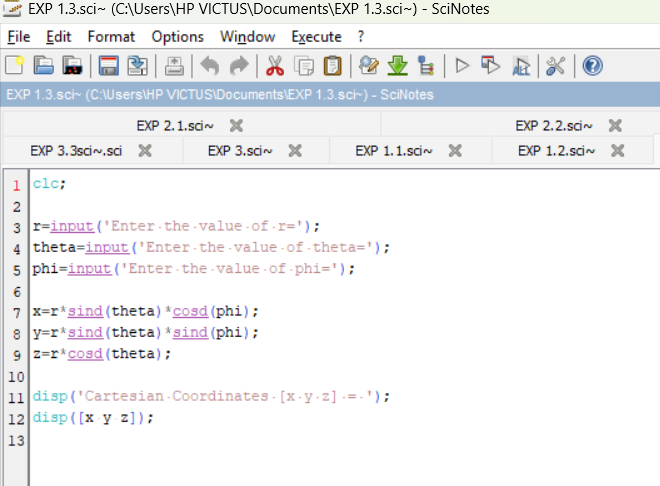 EXP 1.3.sci~ (C:\Users\HP VICTUS\Documents\EXP 1.3.sci~) - SciNotes
File Edit Format Options Window Execute ?
EXP 1.3.sci~ (C:\Users\HP VICTUS\Documents\EXP 1.3.sci~) - SciNotes
EXP 2.1.sci~ EXP 2.2.sci~
EXP 3.3sci~.sci EXP 3.sci~ EXP 1.1.sci~ EXP 1.2.sci~
1 clc;
2
3 r=input('Enter the value of r=');
4 theta=input('Enter the value of theta=');
5 phi=input('Enter the value of phi=');
6
7 x=r*sind(theta)*cosd(phi);
8 y=r*sind(theta)*sind(phi);
9 z=r*cosd(theta);
10
11 disp('Cartesian Coordinates [x y z] = ');
12 disp([x y z]);
13